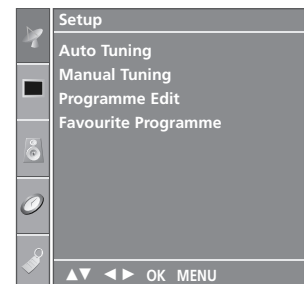 Setup
Auto Tuning
Manual Tuning
Programme Edit
Favourite Programme
▲▼ ◄► OK MENU